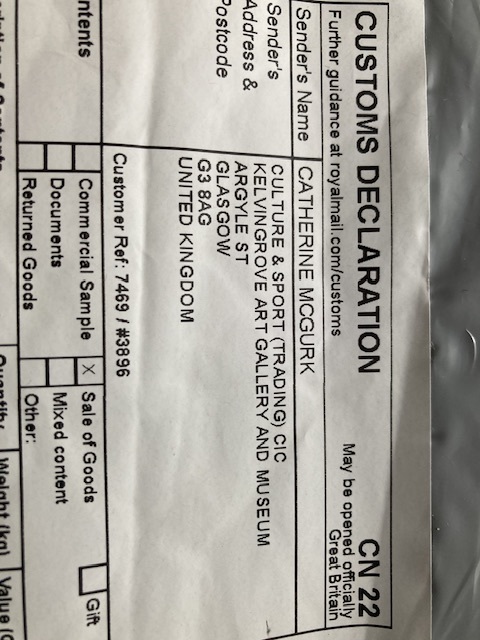 CUSTOMS DECLARATION CN 22
Further guidance at royalmail.com/customs May be opened officially
Great Britain
Sender's Name CATHERINE MCGURK
Sender's CULTURE & SPORT (TRADING) CIC
Address & KELVINGROVE ART GALLERY AND MUSEUM
Postcode ARGYLE ST
GLASGOW
G3 8AG
UNITED KINGDOM
Customer Ref: 7469 / #3896
Commercial Sample X Sale of Goods Gift
Documents Mixed content
Returned Goods Other:
Weight (kg) Value